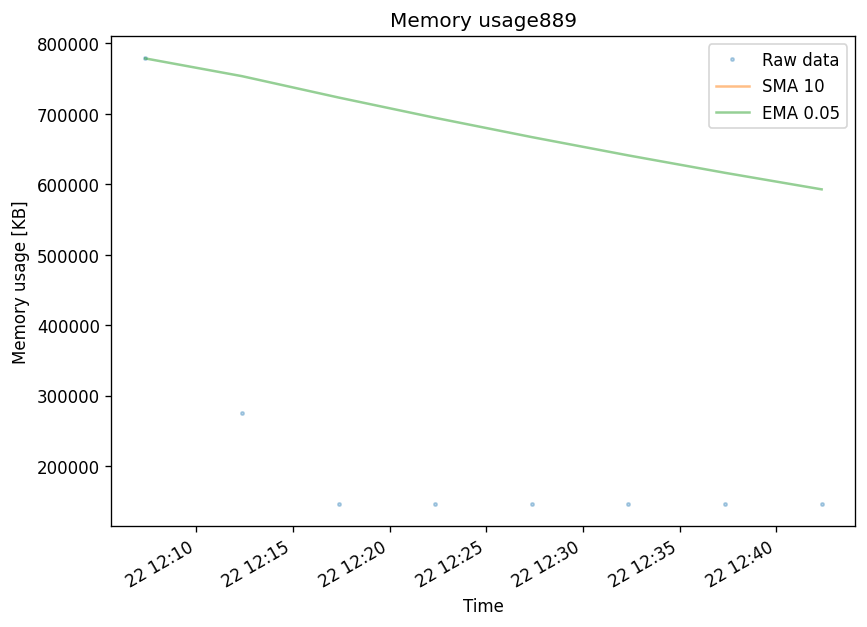 Memory usage889
Raw data
SMA 10
EMA 0.05
Memory usage [KB]
800000
700000
600000
500000
400000
300000
200000
22 12:10
22 12:15
22 12:20
22 12:25
22 12:30
22 12:35
22 12:40
Time